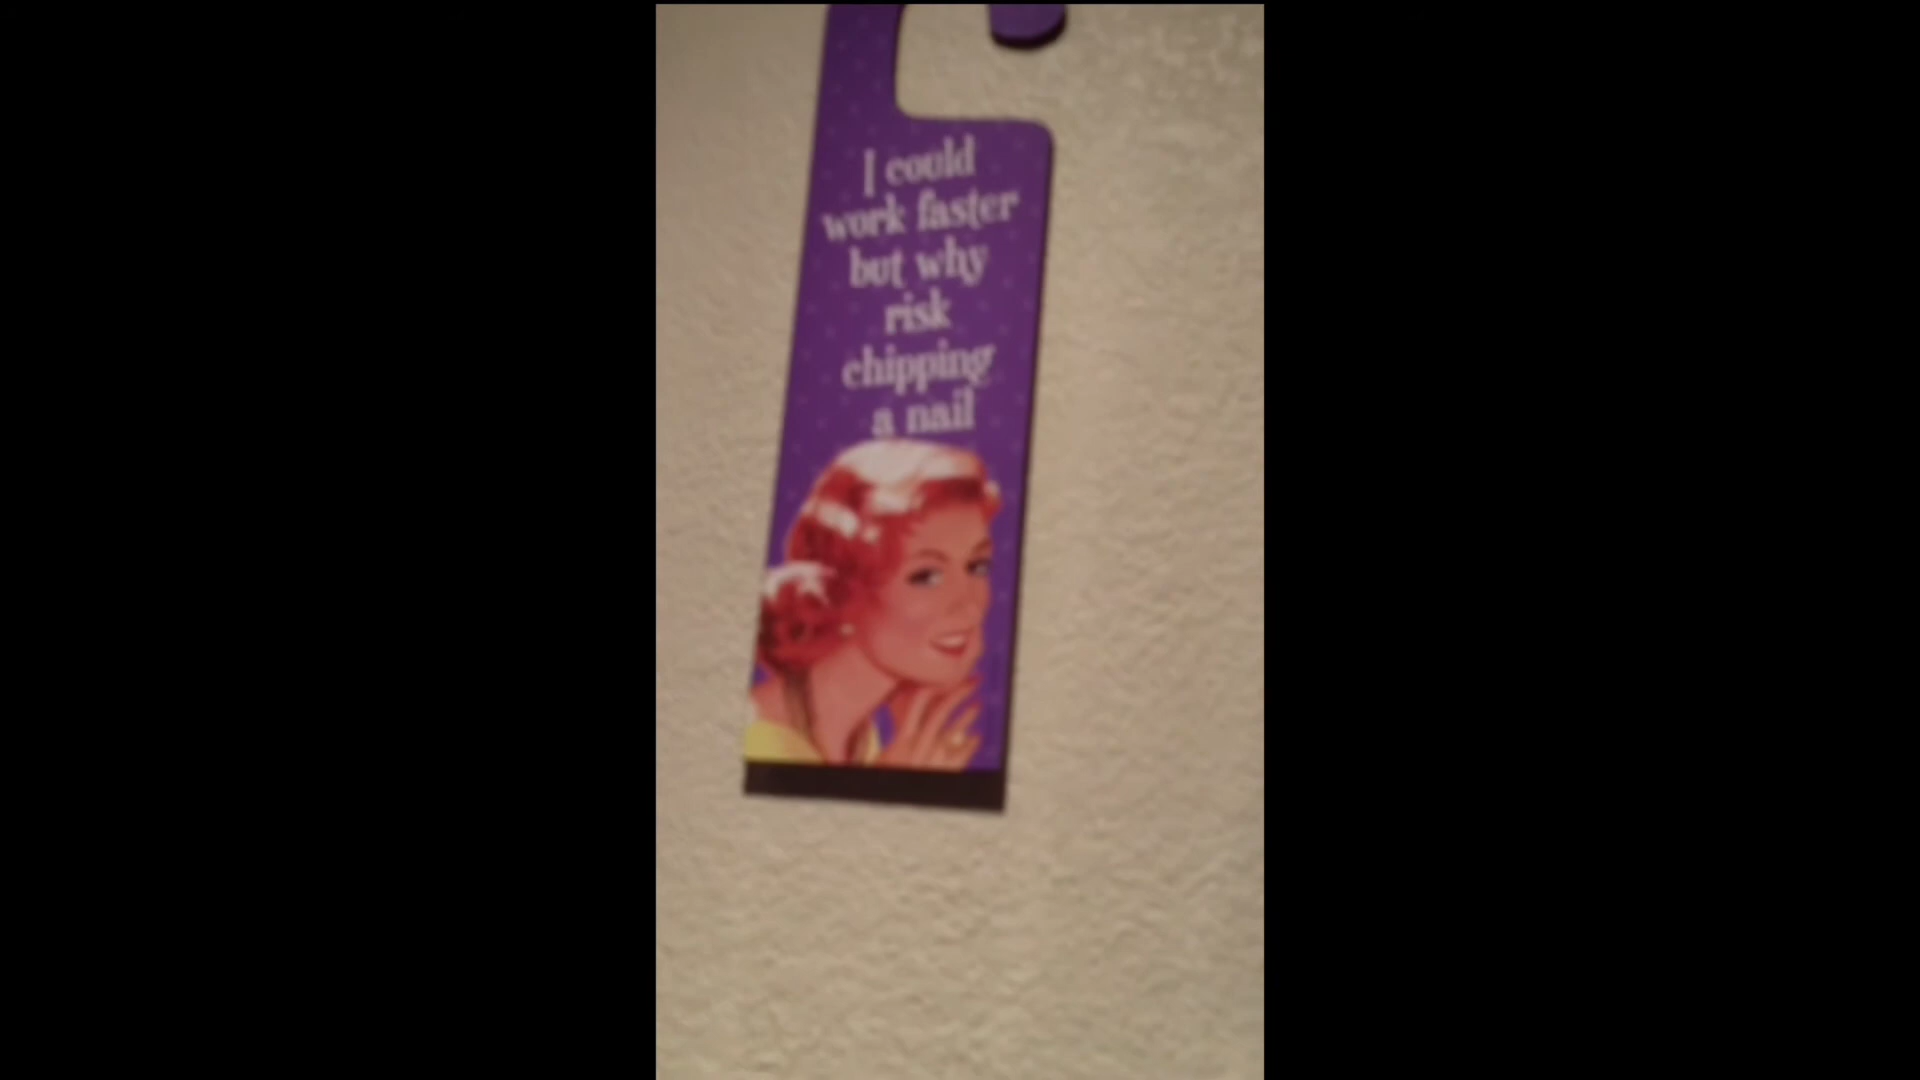 I could
work faster
but why
risk
chipping
a nail